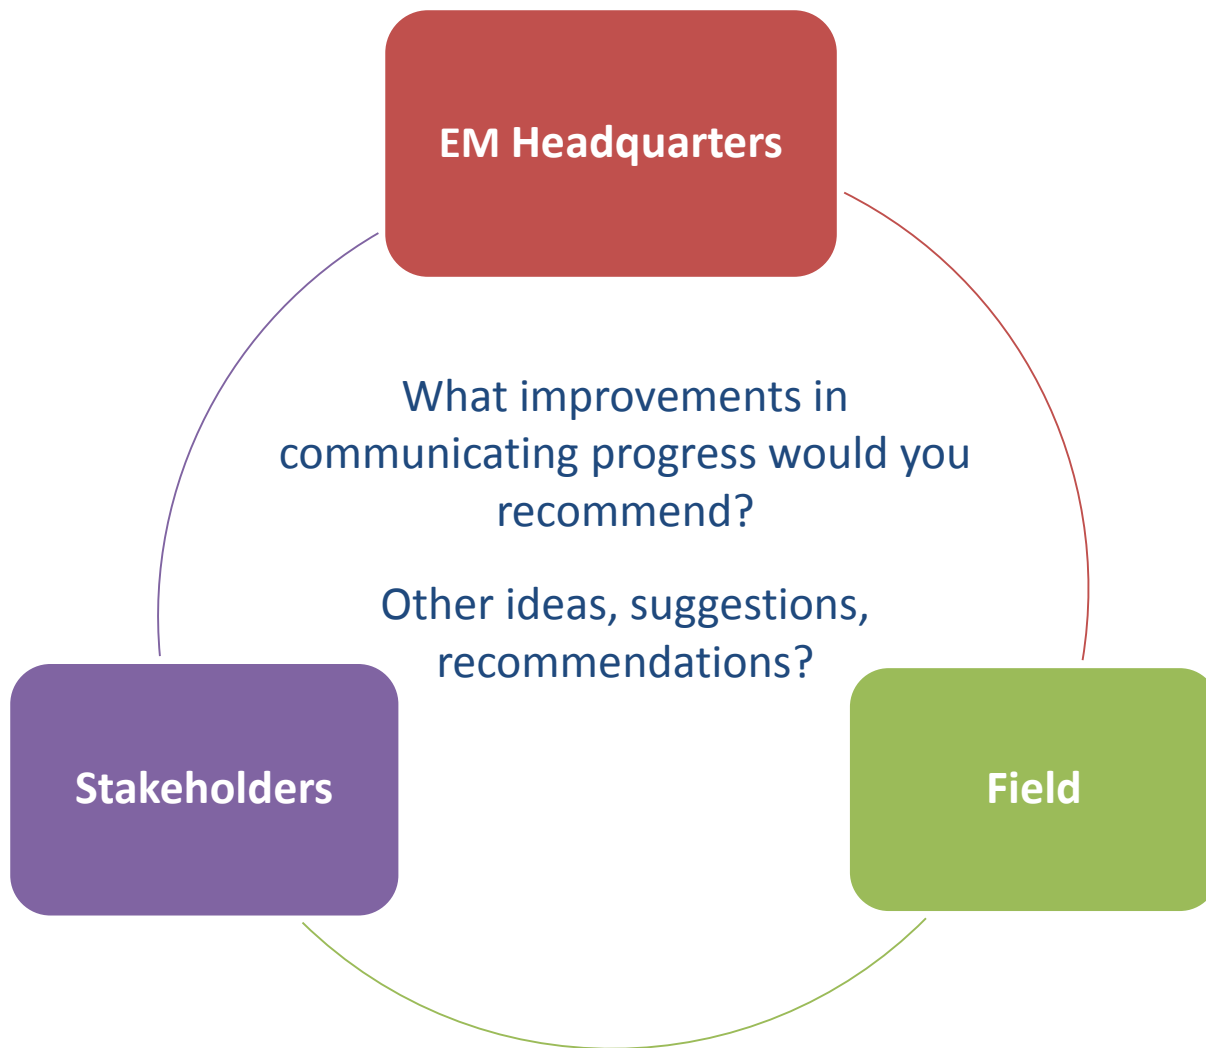 EM Headquarters
What improvements in
communicating progress would you
recommend?
Other ideas, suggestions,
recommendations?
Stakeholders
Field